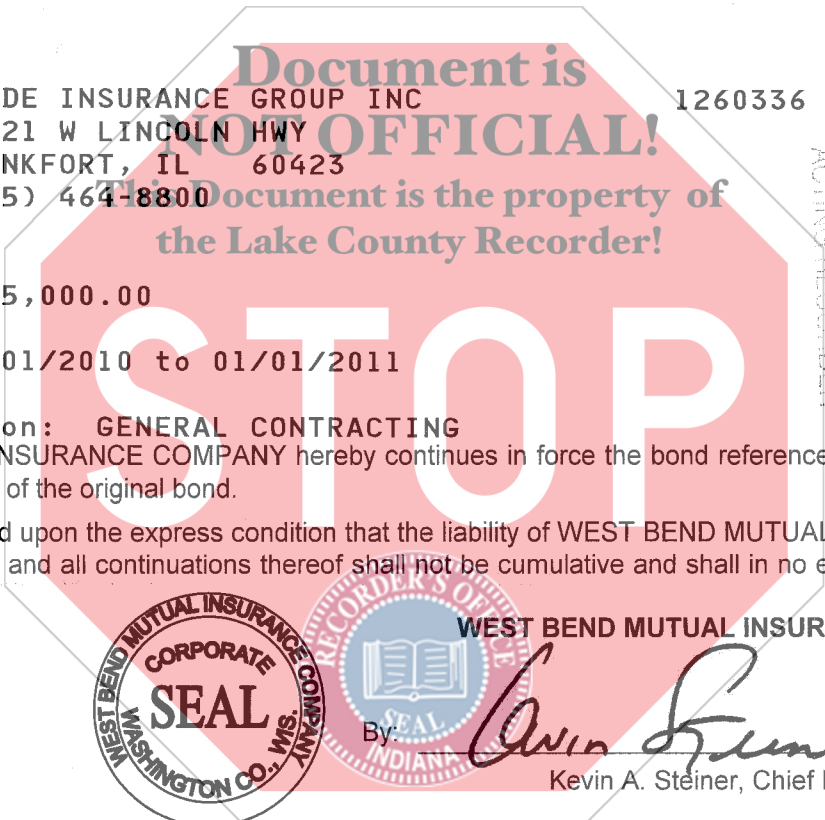 Document is
DE INSURANCE GROUP INC 1260336
21 W LINCOLN HWY
NOT OFFICIAL!
NKFORT, IL 60423
5) 464-8800
This Document is the property of
the Lake County Recorder!
5,000.00
STOP
01/2010 to 01/01/2011
on: GENERAL CONTRACTING
NSURANCE COMPANY hereby continues in force the bond reference
of the original bond.
d upon the express condition that the liability of WEST BEND MUTUAL
and all continuations thereof shall not be cumulative and shall in no e
WEST BEND MUTUAL INSURANCE COMPANY
CORPORATE
SEAL
WASHINGTON CO., WIS.
RECORDER'S OFFICE
SEAL
INDIANA
WEST BEND MUTUAL INSUR
By:
Kevin A. Steiner, Chief